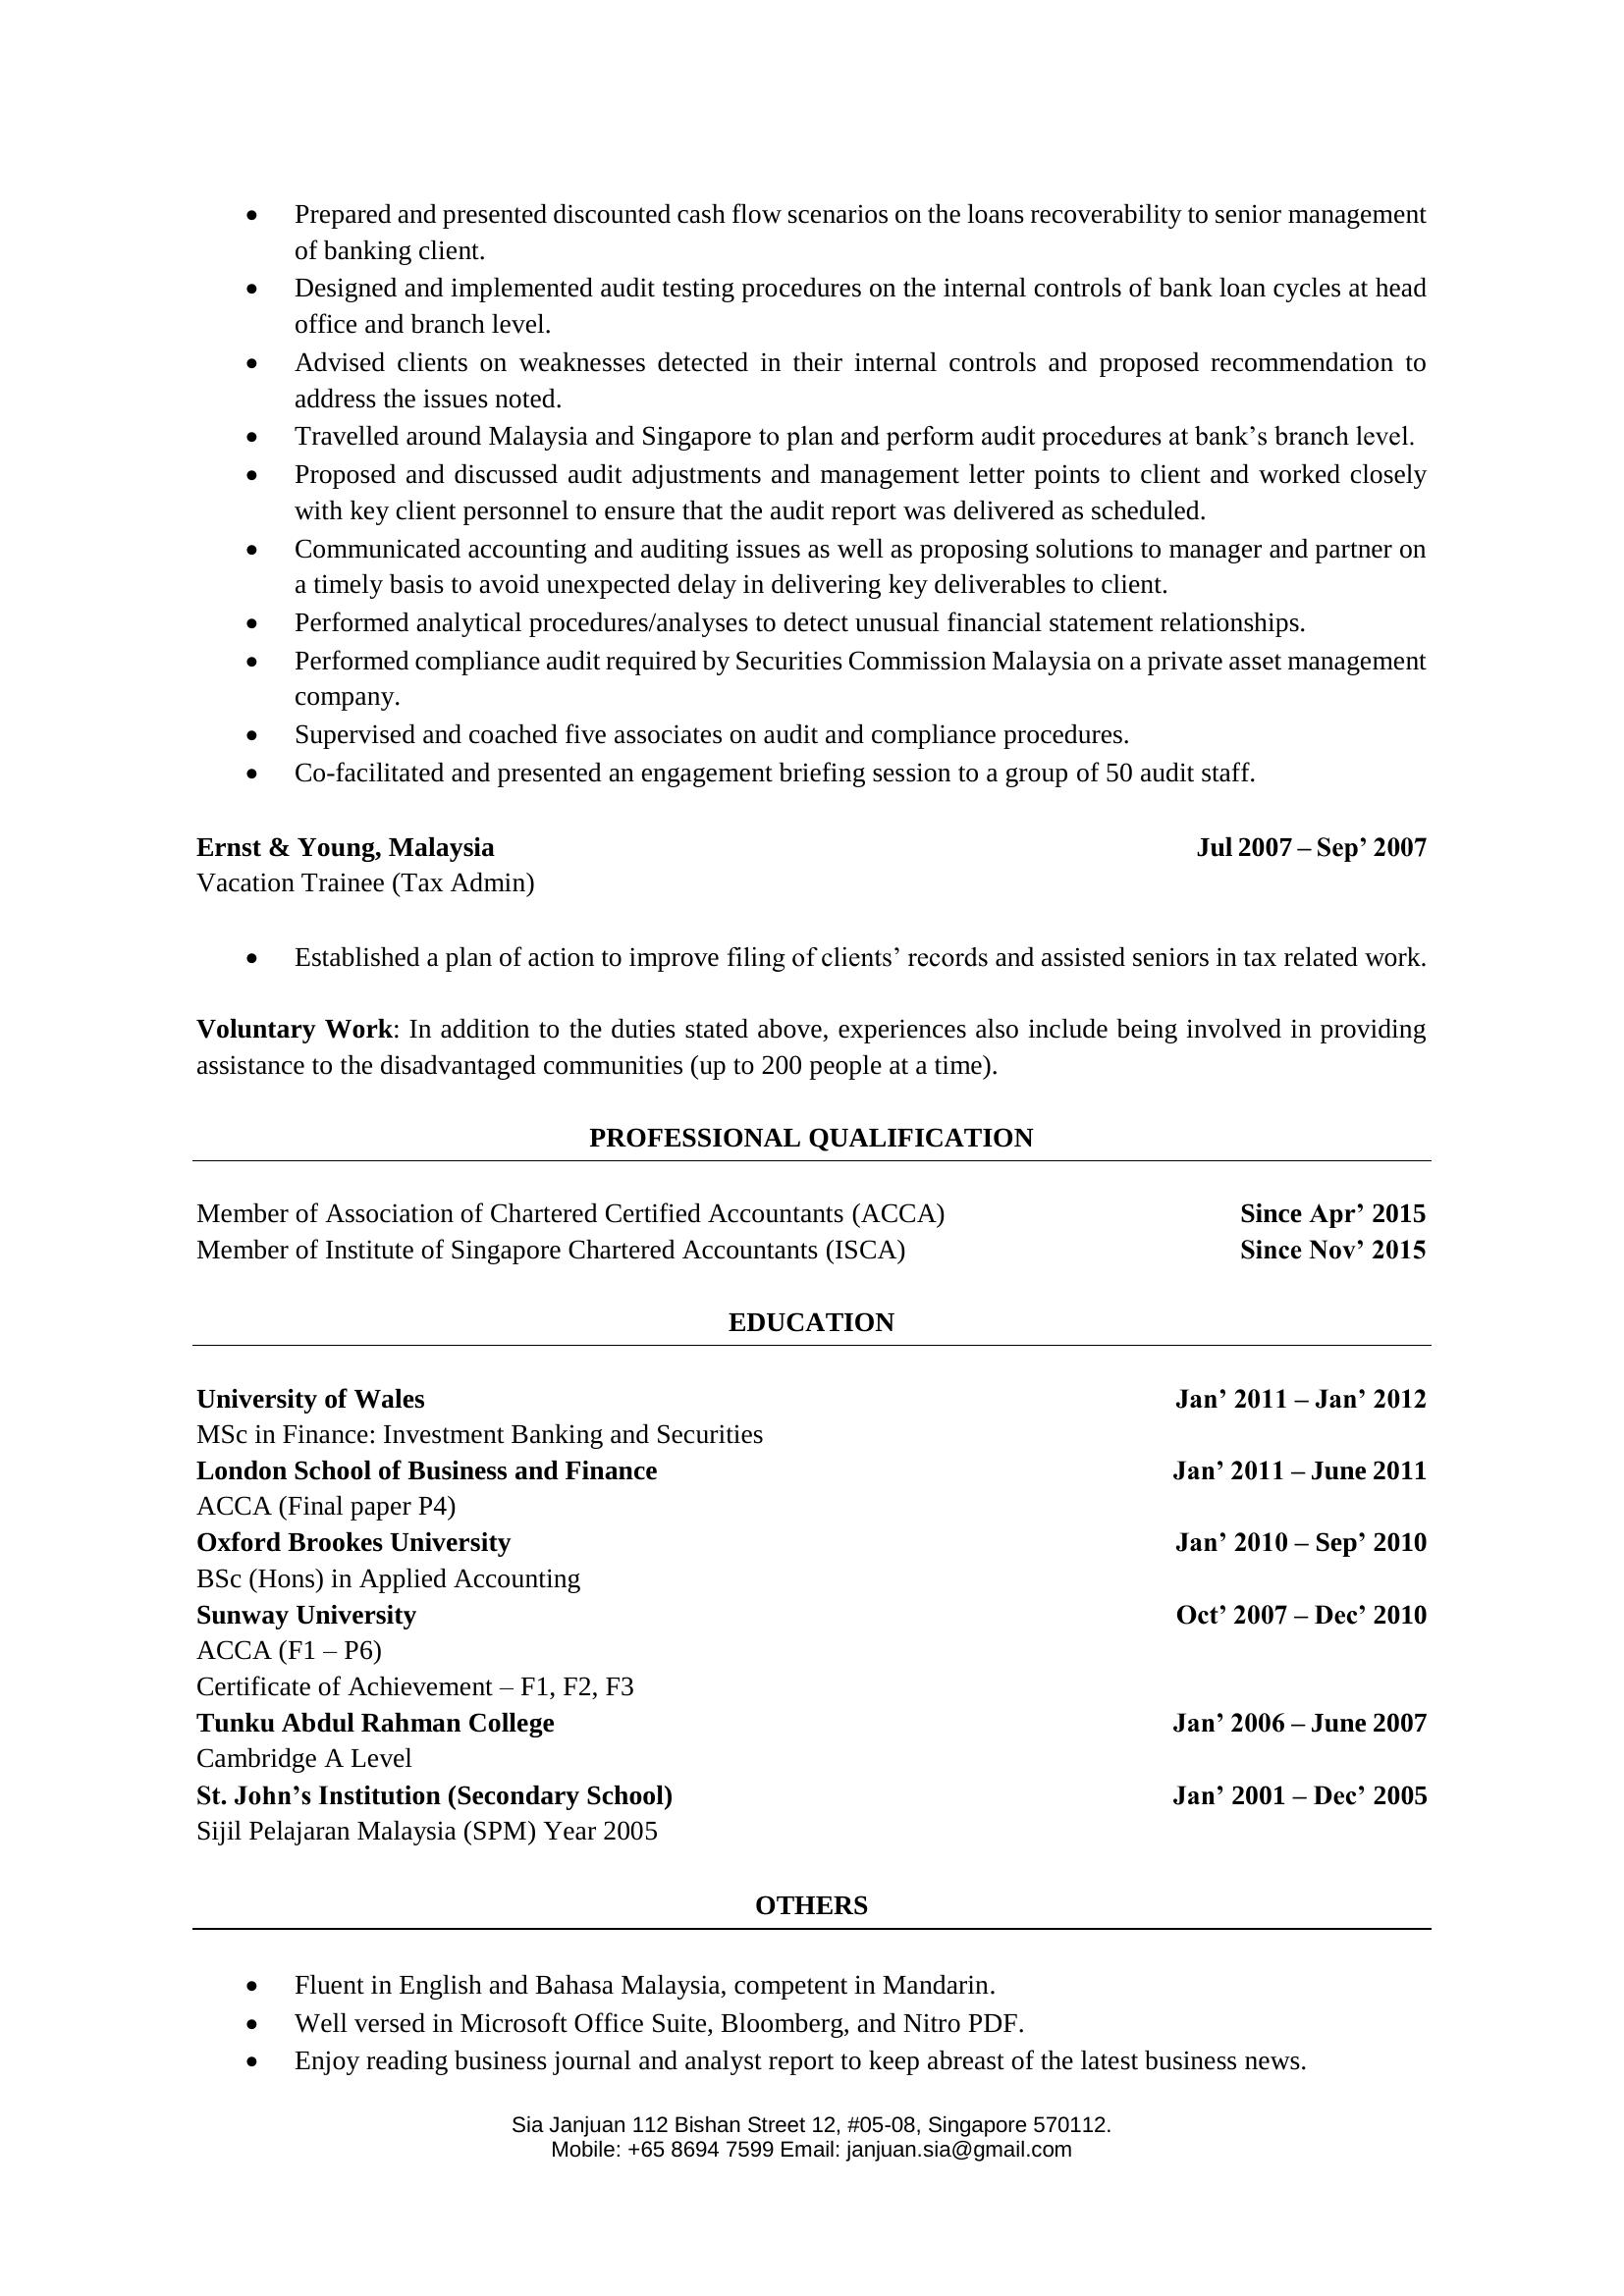 • Prepared and presented discounted cash flow scenarios on the loans recoverability to senior management
of banking client.
• Designed and implemented audit testing procedures on the internal controls of bank loan cycles at head
office and branch level.
• Advised clients on weaknesses detected in their internal controls and proposed recommendation to
address the issues noted.
• Travelled around Malaysia and Singapore to plan and perform audit procedures at bank’s branch level.
• Proposed and discussed audit adjustments and management letter points to client and worked closely
with key client personnel to ensure that the audit report was delivered as scheduled.
• Communicated accounting and auditing issues as well as proposing solutions to manager and partner on
a timely basis to avoid unexpected delay in delivering key deliverables to client.
• Performed analytical procedures/analyses to detect unusual financial statement relationships.
• Performed compliance audit required by Securities Commission Malaysia on a private asset management
company.
• Supervised and coached five associates on audit and compliance procedures.
• Co-facilitated and presented an engagement briefing session to a group of 50 audit staff.
Ernst & Young, Malaysia Jul 2007 – Sep’ 2007
Vacation Trainee (Tax Admin)
• Established a plan of action to improve filing of clients’ records and assisted seniors in tax related work.
Voluntary Work: In addition to the duties stated above, experiences also include being involved in providing
assistance to the disadvantaged communities (up to 200 people at a time).
PROFESSIONAL QUALIFICATION
Member of Association of Chartered Certified Accountants (ACCA) Since Apr’ 2015
Member of Institute of Singapore Chartered Accountants (ISCA) Since Nov’ 2015
EDUCATION
University of Wales Jan’ 2011 – Jan’ 2012
MSc in Finance: Investment Banking and Securities
London School of Business and Finance Jan’ 2011 – June 2011
ACCA (Final paper P4)
Oxford Brookes University Jan’ 2010 – Sep’ 2010
BSc (Hons) in Applied Accounting
Sunway University Oct’ 2007 – Dec’ 2010
ACCA (F1 – P6)
Certificate of Achievement – F1, F2, F3
Tunku Abdul Rahman College Jan’ 2006 – June 2007
Cambridge A Level
St. John’s Institution (Secondary School) Jan’ 2001 – Dec’ 2005
Sijil Pelajaran Malaysia (SPM) Year 2005
OTHERS
• Fluent in English and Bahasa Malaysia, competent in Mandarin.
• Well versed in Microsoft Office Suite, Bloomberg, and Nitro PDF.
• Enjoy reading business journal and analyst report to keep abreast of the latest business news.
Sia Janjuan 112 Bishan Street 12, #05-08, Singapore 570112.
Mobile: +65 8694 7599 Email: janjuan.sia@gmail.com